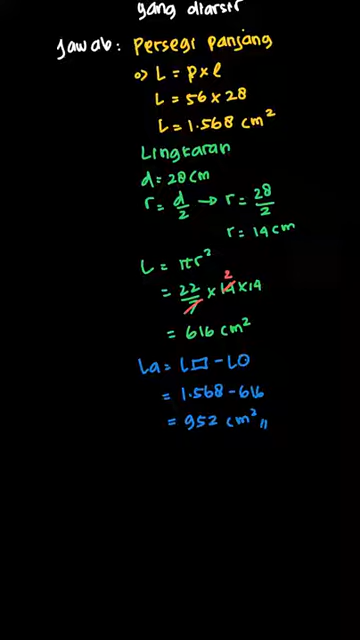 yang diarsir
Jawab: Persegi Panjang
=> L = p x l
L = 56 x 28
L = 1.568 cm²
Lingkaran
d = 28 cm
r = d/2 → r = 28/2
r = 14 cm
L = πr²
2
= 22/7 x 14 x 14
= 616 cm²
La = L▭ - L○
= 1.568 - 616
= 952 cm² //